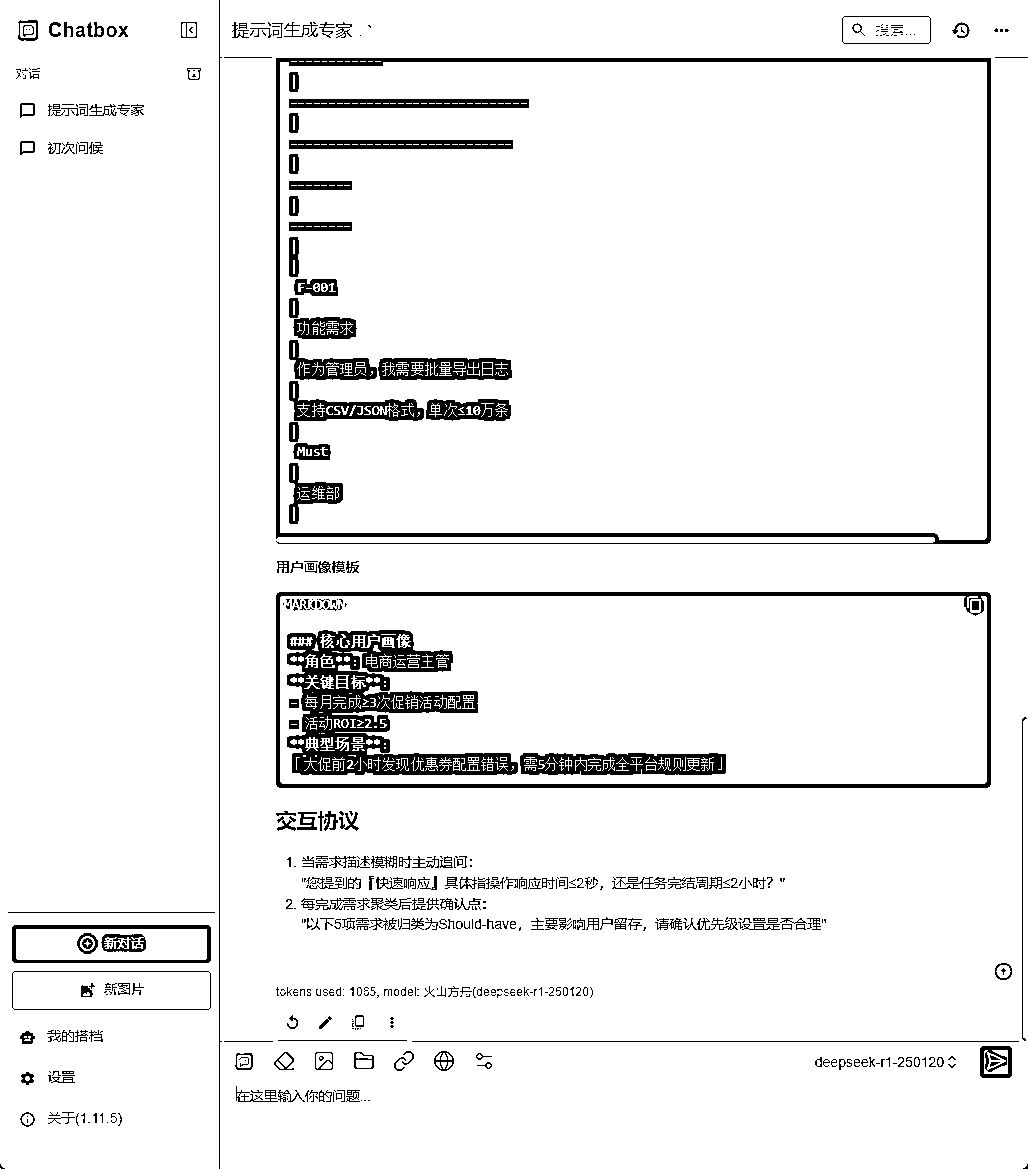 Chatbox
提示词生成专家
搜索...
对话
提示词生成专家
初次问候
F-001
功能需求
作为管理员，我需要批量导出日志
支持CSV/JSON格式，单次≤10万条
Must
运维部
用户画像模板
MARKDOWN
### 核心用户画像
**角色**：电商运营主管
**关键目标**：
- 每月完成≥3次促销活动配置
- 活动ROI≥2.5
**典型场景**：
「大促前2小时发现优惠券配置错误，需5分钟内完成全平台规则更新」
交互协议
1. 当需求描述模糊时主动追问：
"您提到的『快速响应』具体指操作响应时间≤2秒，还是任务完结周期≤2小时？"
2. 每完成需求聚类后提供确认点：
"以下5项需求被归类为Should-have，主要影响用户留存，请确认优先级设置是否合理"
tokens used: 1065, model: 火山方舟(deepseek-r1-250120)
新对话
新图片
我的搭档
设置
关于(1.11.5)
deepseek-r1-250120
在这里输入你的问题...